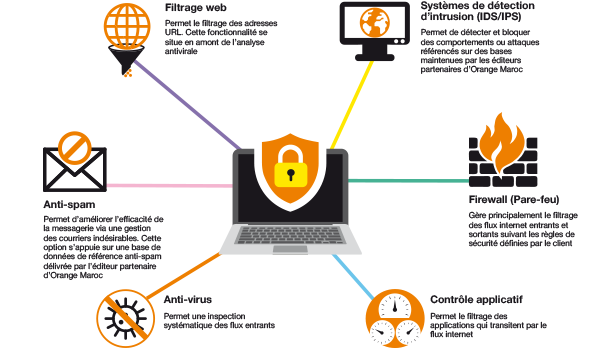 Filtrage web
Permet le filtrage des adresses
URL. Cette fonctionnalité se
situe en amont de l'analyse
antivirale
Systèmes de détection
d'intrusion (IDS/IPS)
Permet de détecter et bloquer
des comportements ou attaques
référencés sur des bases
maintenues par les éditeurs
partenaires d'Orange Maroc
Anti-spam
Permet d'améliorer l'efficacité de
la messagerie via une gestion
des courriers indésirables. Cette
option s'appuie sur une base de
données de référence anti-spam
délivrée par l'éditeur partenaire
d'Orange Maroc
Firewall (Pare-feu)
Gère principalement le filtrage
des flux internet entrants et
sortants suivant les règles de
sécurité définies par le client
Anti-virus
Permet une inspection
systématique des flux entrants
Contrôle applicatif
Permet le filtrage des
applications qui transitent par le
flux internet